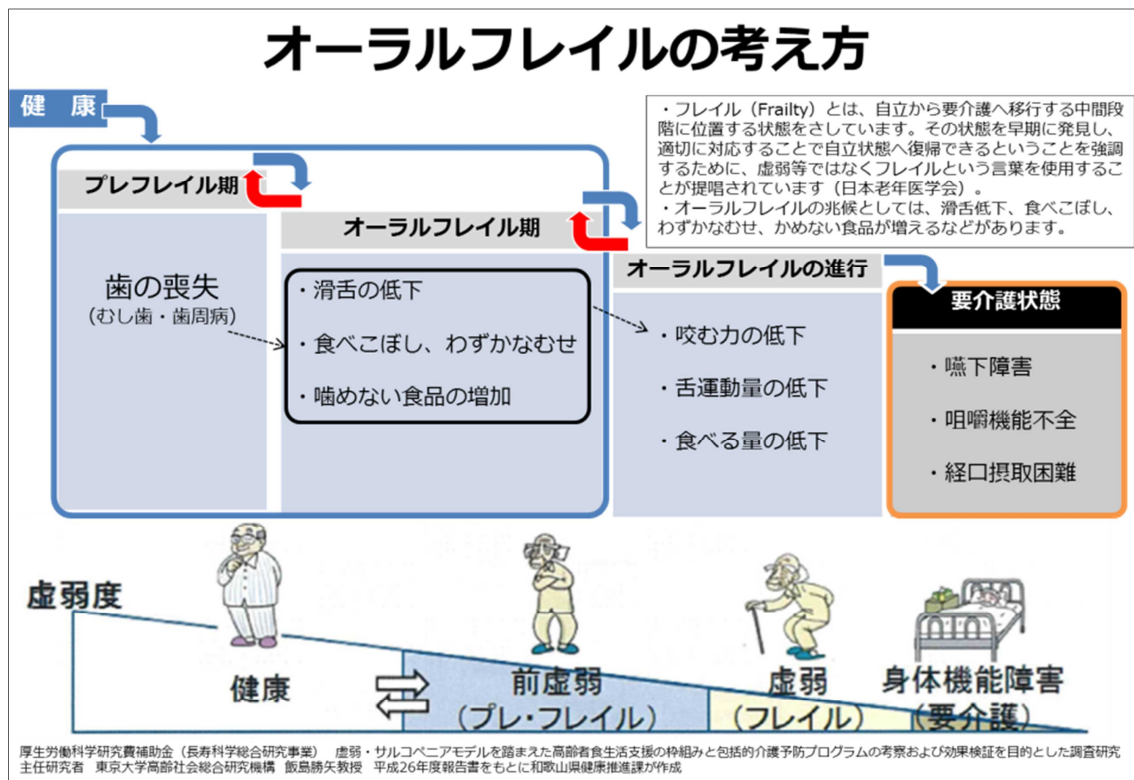 オーラルフレイルの考え方
健 康
・フレイル(Frailty)とは、自立から要介護へ移行する中間段
階に位置する状態をさしています。その状態を早期に発見し、
適切に対応することで自立状態へ復帰できるということを強調
するために、虚弱等ではなくフレイルという言葉を使用するこ
とが提唱されています(日本老年医学会)。
・オーラルフレイルの兆候としては、滑舌低下、食べこぼし、
わずかなむせ、かめない食品が増えるなどがあります。
プレフレイル期
歯の喪失
(むし歯・歯周病)
オーラルフレイル期
・滑舌の低下
・食べこぼし、わずかなむせ
・噛めない食品の増加
オーラルフレイルの進行
・咬む力の低下
・舌運動量の低下
・食べる量の低下
要介護状態
・嚥下障害
・咀嚼機能不全
・経口摂取困難
虚弱度
健康
前虚弱
(プレ・フレイル)
虚弱
(フレイル)
身体機能障害
(要介護)
厚生労働科学研究費補助金(長寿科学総合研究事業) 虚弱・サルコペニアモデルを踏まえた高齢者食生活支援の枠組みと包括的介護予防プログラムの考察および効果検証を目的とした調査研究
主任研究者 東京大学高齢社会総合研究機構 飯島勝矢教授 平成26年度報告書をもとに和歌山県健康推進課が作成